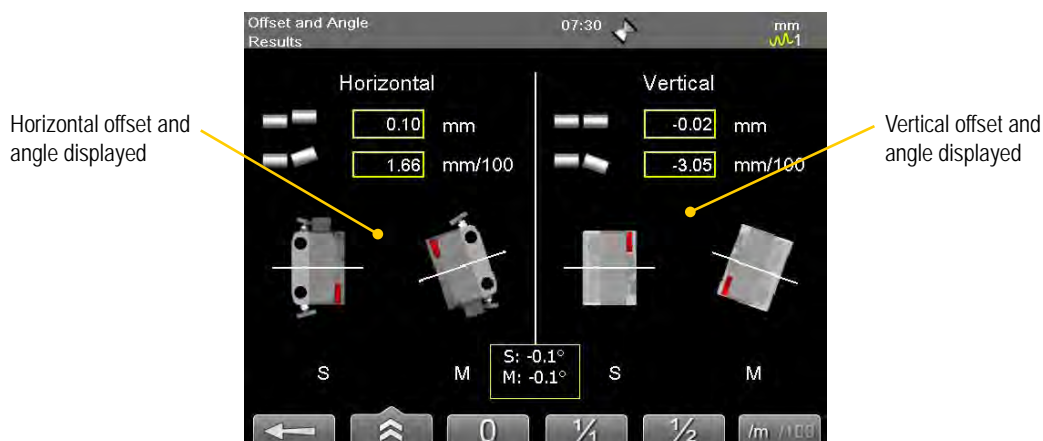 Offset and Angle
Results
07:30
mm
1
Horizontal
Vertical
0.10 mm
-0.02 mm
1.66 mm/100
-3.05 mm/100
Horizontal offset and
angle displayed
Vertical offset and
angle displayed
S M S M
S: -0.1°
M: -0.1°
0 1/1 1/2 /m /100